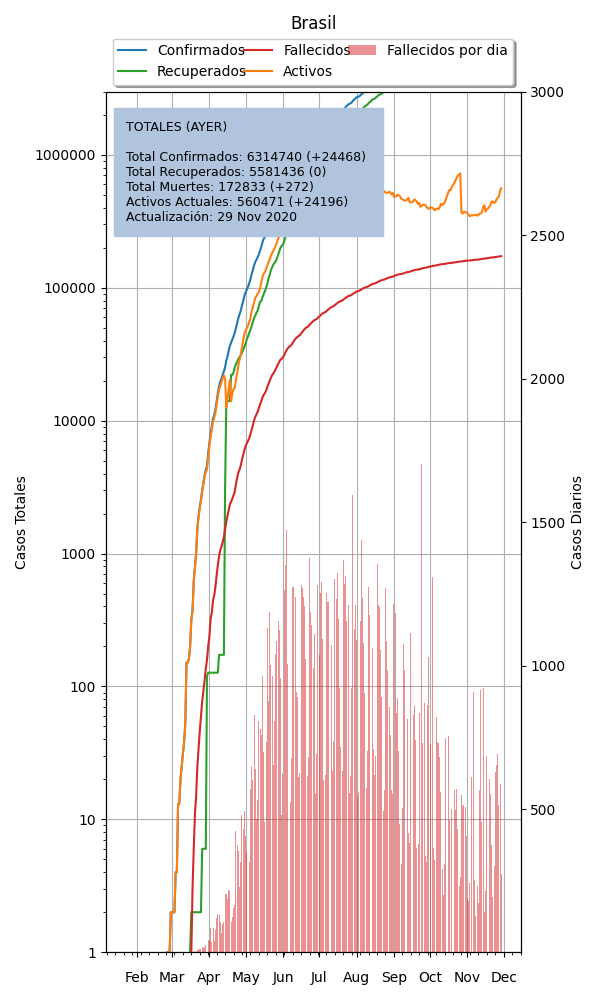 Brasil
Confirmados
Recuperados
Fallecidos
Activos
Fallecidos por dia
TOTALES (AYER)
Total Confirmados: 6314740 (+24468)
Total Recuperados: 5581436 (0)
Total Muertes: 172833 (+272)
Activos Actuales: 560471 (+24196)
Actualización: 29 Nov 2020
1000000
100000
10000
1000
100
10
1
Casos Totales
3000
2500
2000
1500
1000
500
Casos Diarios
Feb Mar Apr May Jun Jul Aug Sep Oct Nov Dec